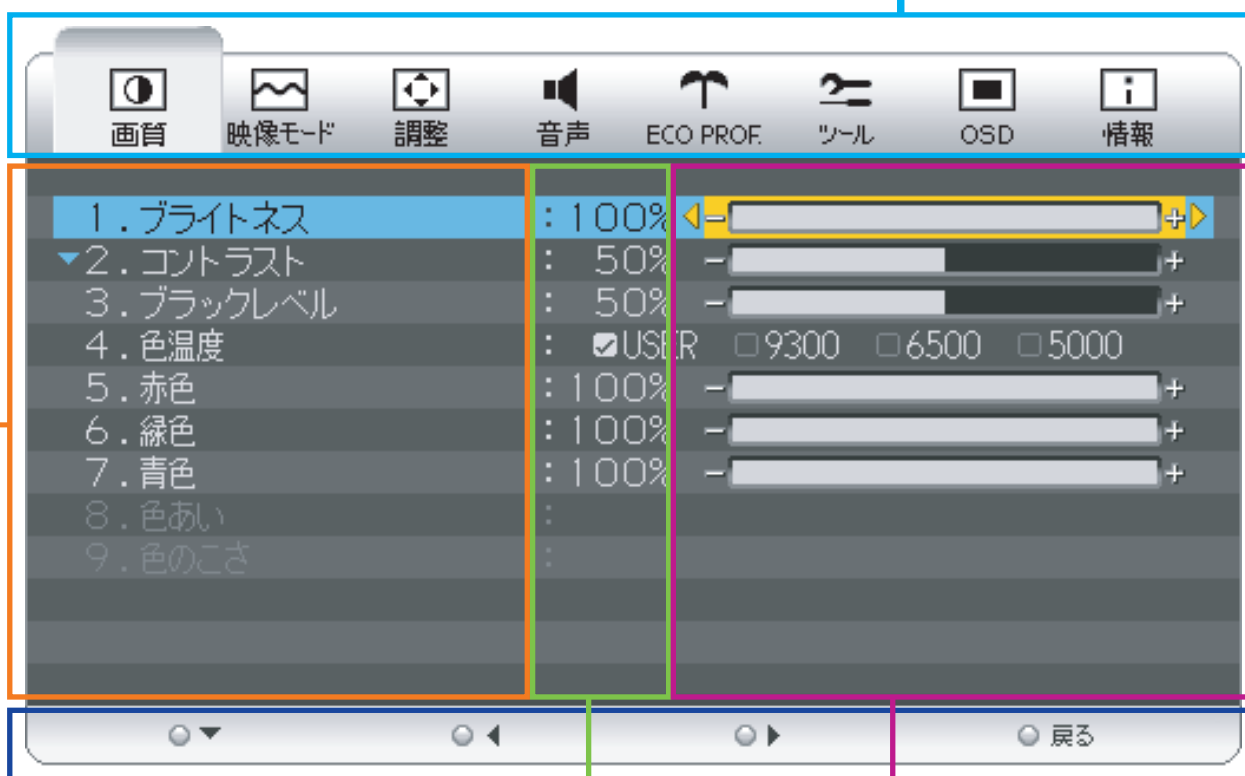 画質 映像モード 調整 音声 ECO PROF. ツール OSD 情報
1.ブライトネス : 100% - +
2.コントラスト : 50% - +
3.ブラックレベル : 50% - +
4.色温度 : USER 9300 6500 5000
5.赤色 : 100% - +
6.緑色 : 100% - +
7.青色 : 100% - +
8.色あい :
9.色のこさ :
戻る